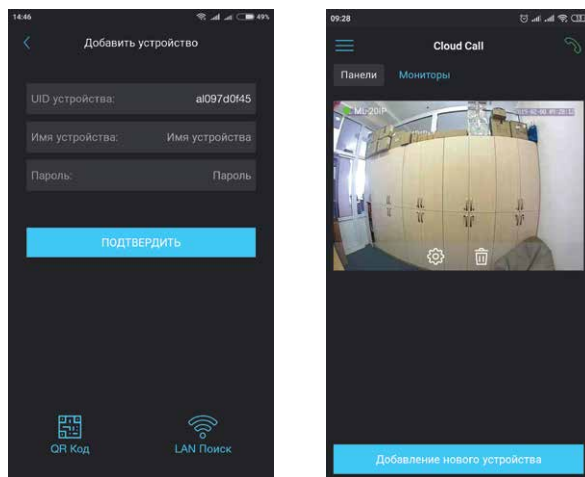 14:46
49%
Добавить устройство
UID устройства:
al097d0f45
Имя устройства:
Имя устройства
Пароль:
Пароль
ПОДТВЕРДИТЬ
QR Код
LAN Поиск
09:28
Cloud Call
Панели
Мониторы
ML-20IP
Добавление нового устройства